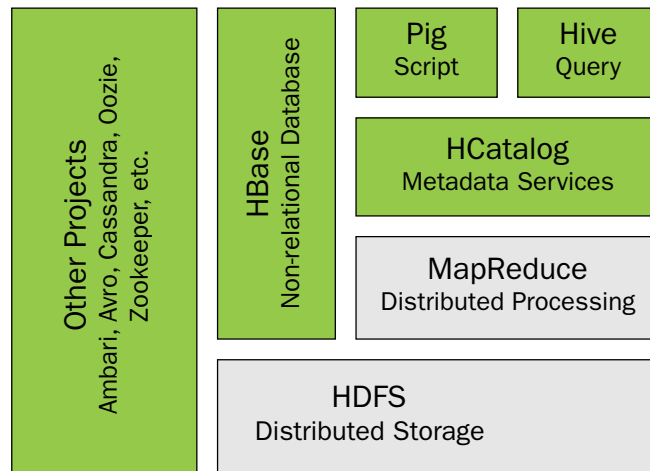 Other Projects
Ambari, Avro, Cassandra, Oozie,
Zookeeper, etc.
HBase
Non-relational Database
Pig
Script
Hive
Query
HCatalog
Metadata Services
MapReduce
Distributed Processing
HDFS
Distributed Storage